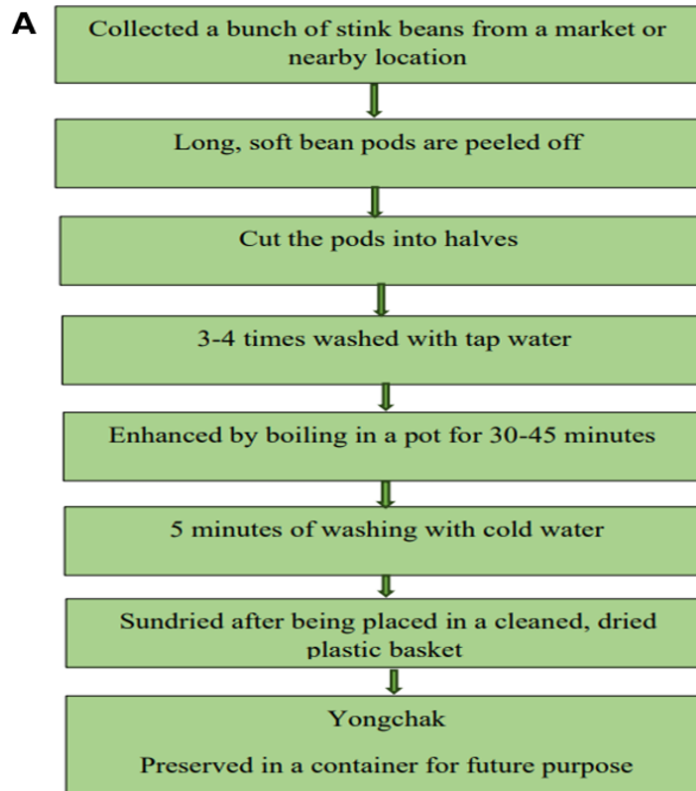 A
Collected a bunch of stink beans from a market or
nearby location
Long, soft bean pods are peeled off
Cut the pods into halves
3-4 times washed with tap water
Enhanced by boiling in a pot for 30-45 minutes
5 minutes of washing with cold water
Sundried after being placed in a cleaned, dried
plastic basket
Yongchak
Preserved in a container for future purpose